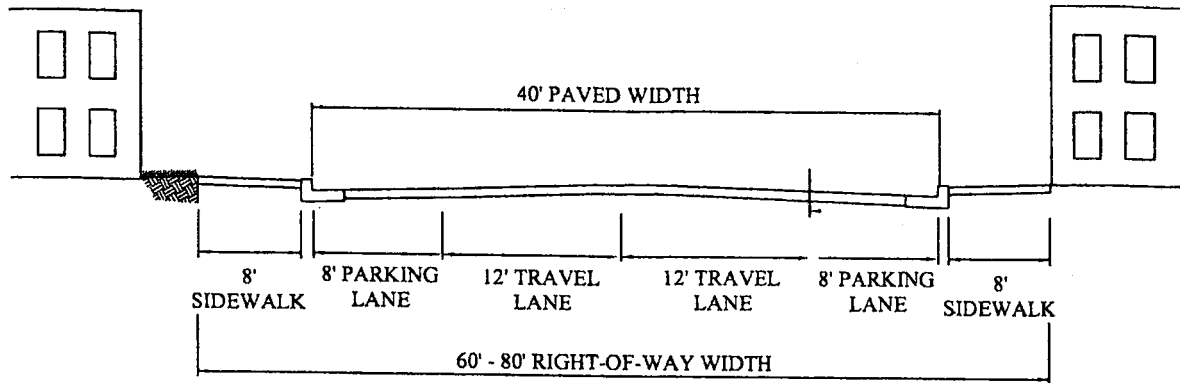 40' PAVED WIDTH
8'
SIDEWALK
8' PARKING
LANE
12' TRAVEL
LANE
12' TRAVEL
LANE
8' PARKING
LANE
8'
SIDEWALK
60' - 80' RIGHT-OF-WAY WIDTH